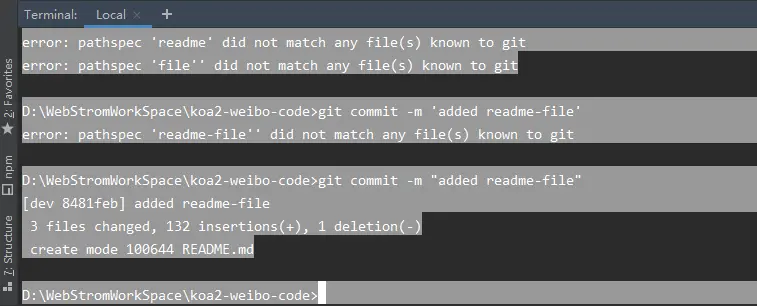 Terminal: Local × +
error: pathspec 'readme' did not match any file(s) known to git
error: pathspec 'file'' did not match any file(s) known to git
D:\WebStromWorkSpace\koa2-weibo-code>git commit -m 'added readme-file'
error: pathspec 'readme-file'' did not match any file(s) known to git
D:\WebStromWorkSpace\koa2-weibo-code>git commit -m "added readme-file"
[dev 8481feb] added readme-file
3 files changed, 132 insertions(+), 1 deletion(-)
create mode 100644 README.md
D:\WebStromWorkSpace\koa2-weibo-code>
2: Favorites
npm
7: Structure